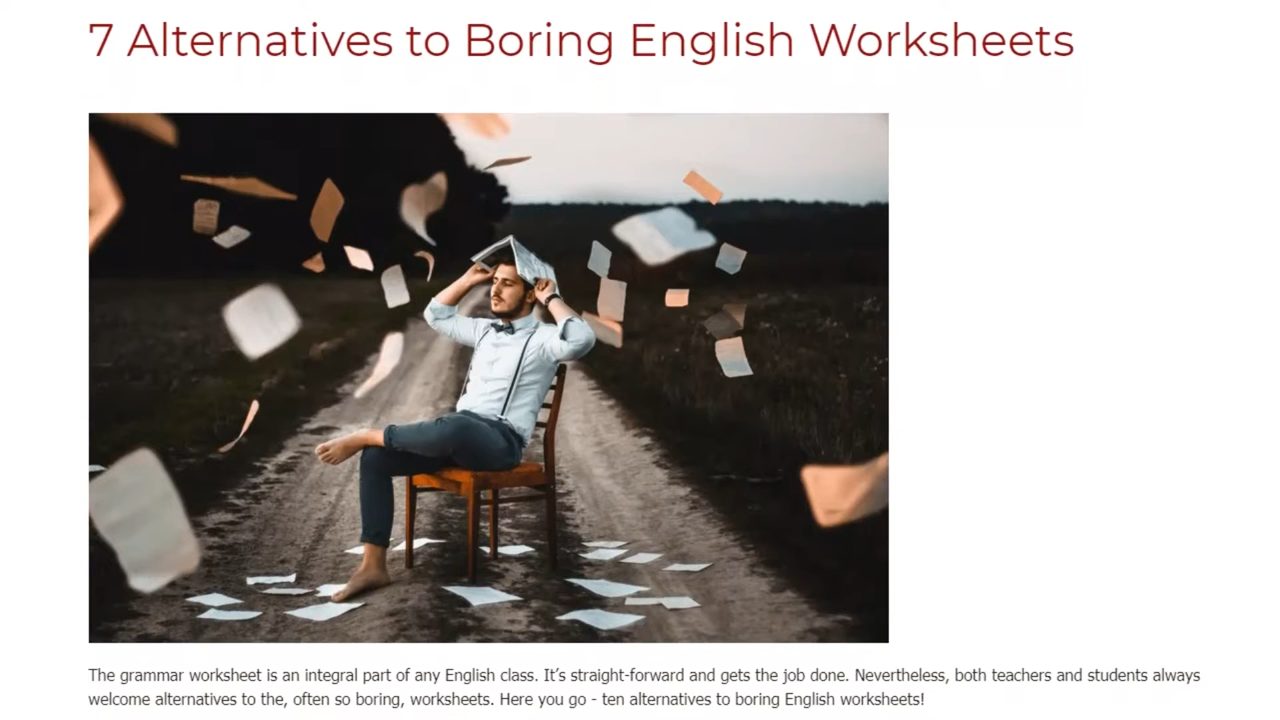 7 Alternatives to Boring English Worksheets
The grammar worksheet is an integral part of any English class. It’s straight-forward and gets the job done. Nevertheless, both teachers and students always
welcome alternatives to the, often so boring, worksheets. Here you go - ten alternatives to boring English worksheets!